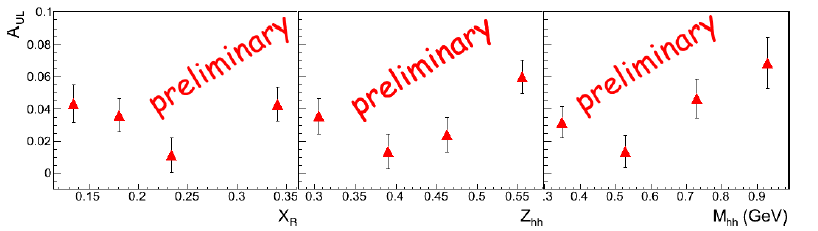 A_UL
0.1
0.08
0.06
0.04
0.02
0
preliminary
preliminary
preliminary
0.15 0.2 0.25 0.3 0.35
0.3 0.35 0.4 0.45 0.5 0.55
0.3 0.4 0.5 0.6 0.7 0.8 0.9
X_B
Z_hh
M_hh (GeV)